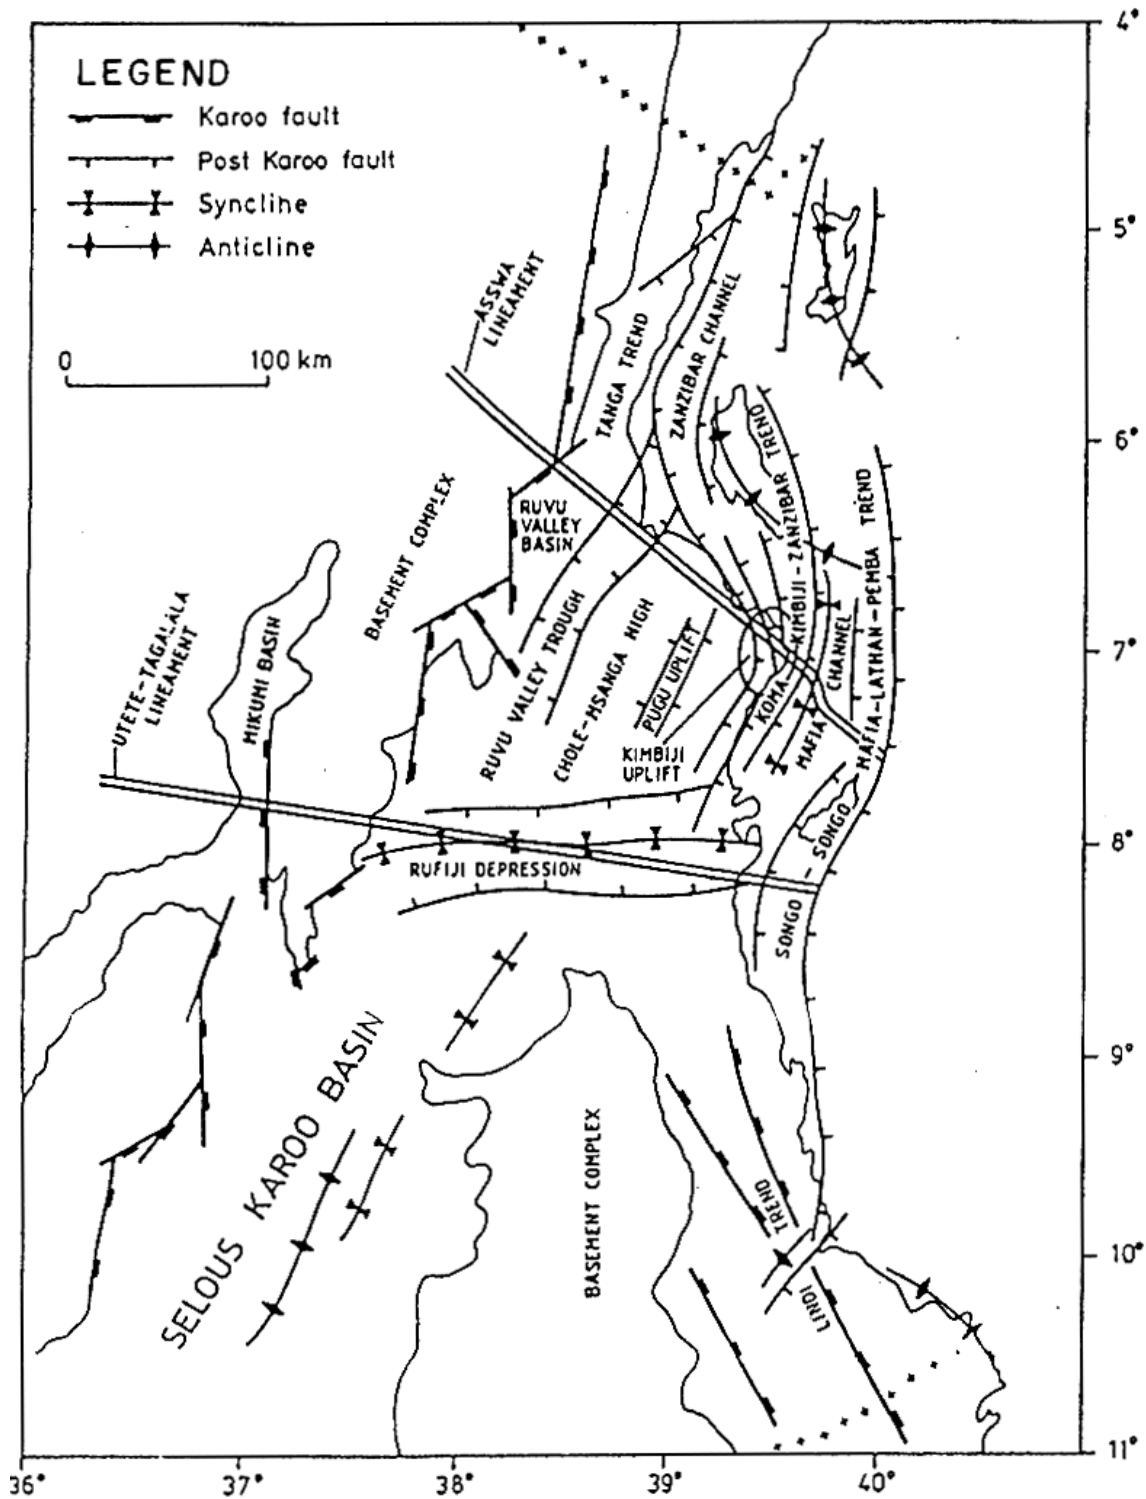 LEGEND
Karoo fault
Post Karoo fault
Syncline
Anticline
0 100 km
ASSWA
LINEAMENT
TANGA TREND
ZANZIBAR CHANNEL
BASEMENT COMPLEX
RUVU
VALLEY
BASIN
KIMBIJI-ZANZIBAR TREND
MAFIA-LATHAN-PEMBA TREND
UTETE-TAGALALA
LINEAMENT
MIKUMI BASIN
RUVU VALLEY TROUGH
CHOLE-MSANGA HIGH
PUGU UPLIFT
KIMBIJI
UPLIFT
KOMA
MAFIA CHANNEL
RUFIJI DEPRESSION
SONGO - SONGO
SELOUS KAROO BASIN
BASEMENT COMPLEX
LINDI TREND
4°
5°
6°
7°
8°
9°
10°
11°
36° 37° 38° 39° 40°